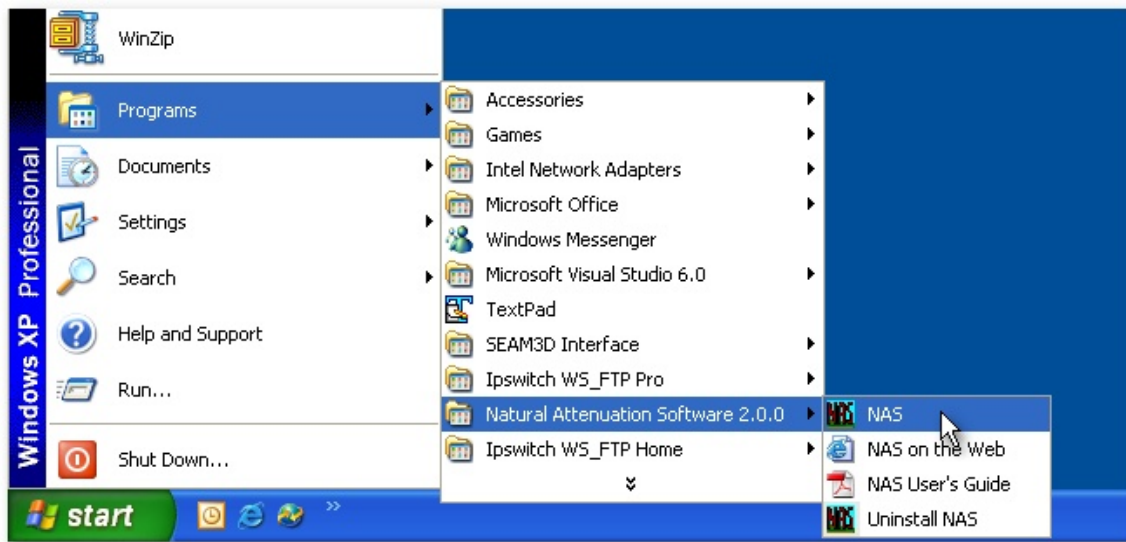 WinZip
Programs
Documents
Settings
Search
Help and Support
Run...
Shut Down...
Windows XP Professional
start
Accessories
Games
Intel Network Adapters
Microsoft Office
Windows Messenger
Microsoft Visual Studio 6.0
TextPad
SEAM3D Interface
Ipswitch WS_FTP Pro
Natural Attenuation Software 2.0.0
Ipswitch WS_FTP Home
NAS
NAS on the Web
NAS User's Guide
Uninstall NAS